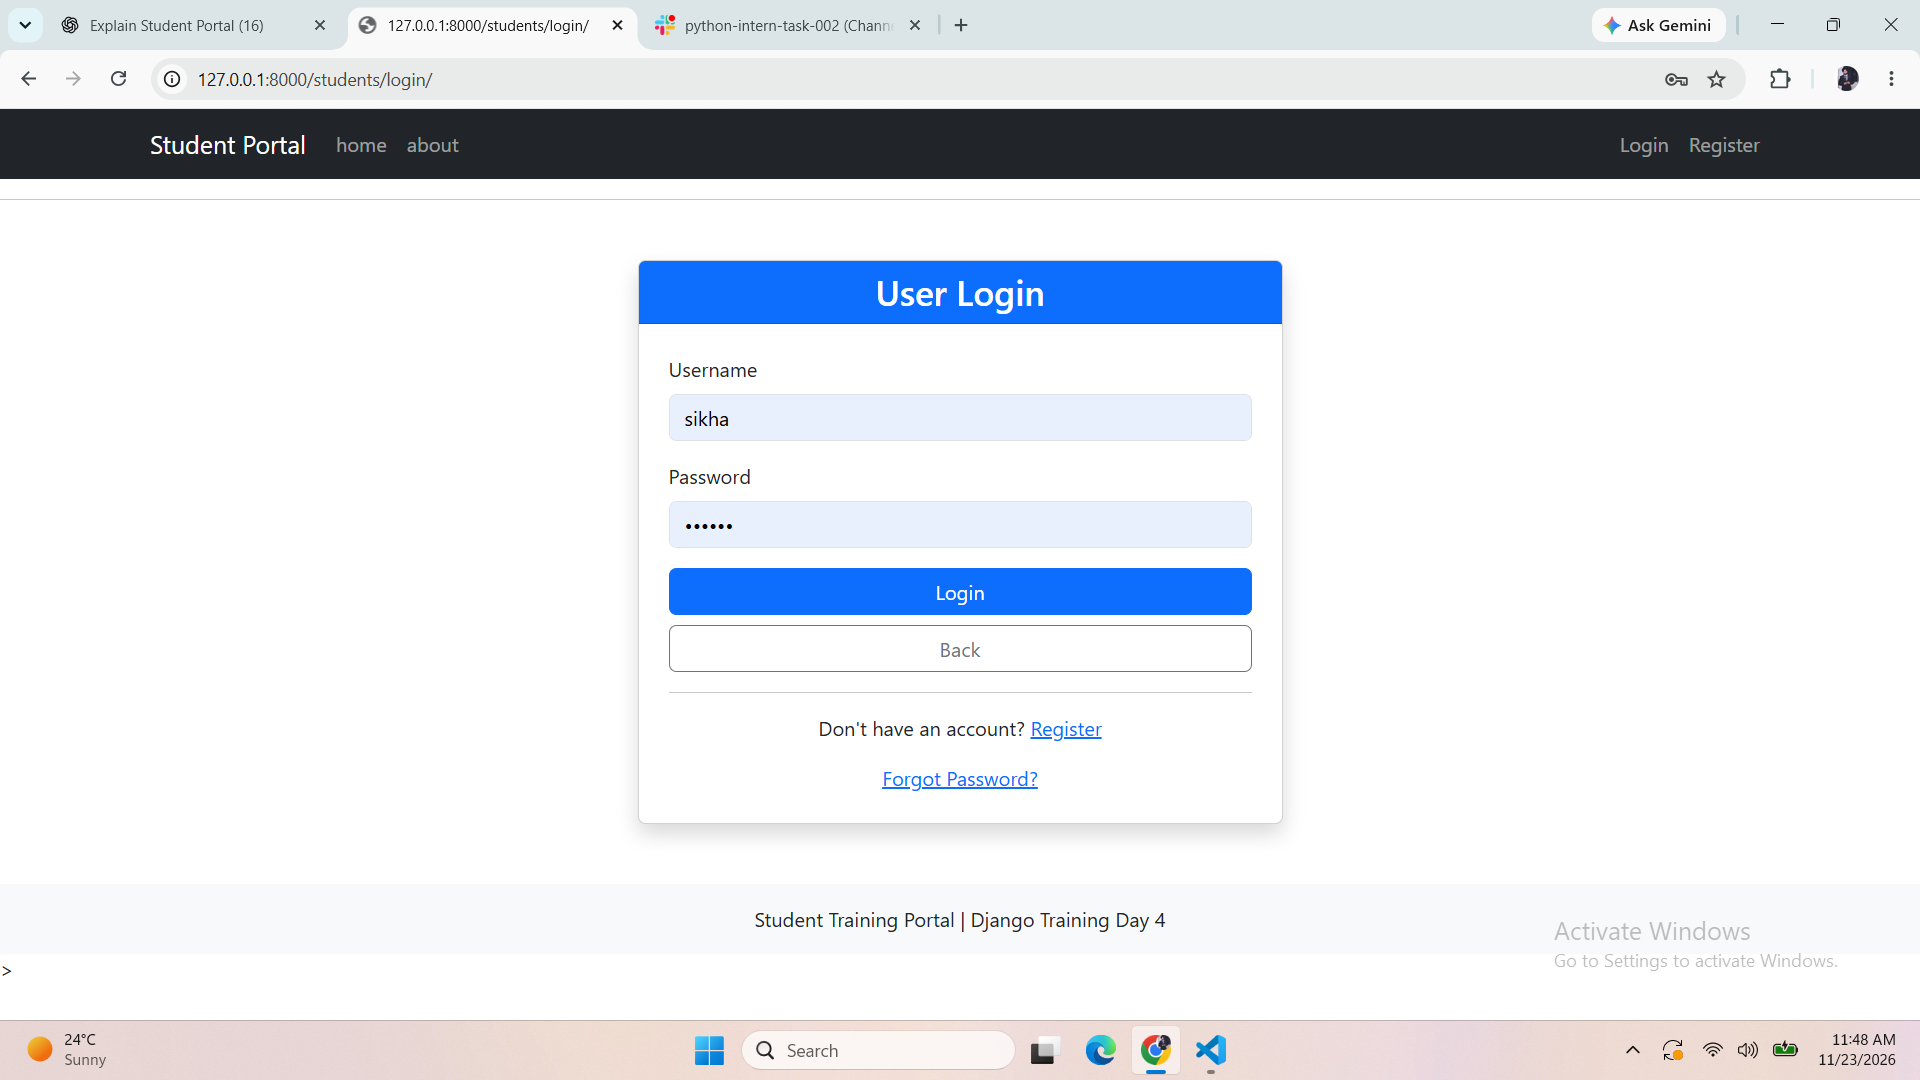 Explain Student Portal (16)
127.0.0.1:8000/students/login/
python-intern-task-002 (Chann
Ask Gemini
127.0.0.1:8000/students/login/
Student Portal
home
about
Login
Register
User Login
Username
sikha
Password
••••••
Login
Back
Don't have an account? Register
Forgot Password?
Student Training Portal | Django Training Day 4
Activate Windows
Go to Settings to activate Windows.
>
24°C
Sunny
Search
11:48 AM
11/23/2026